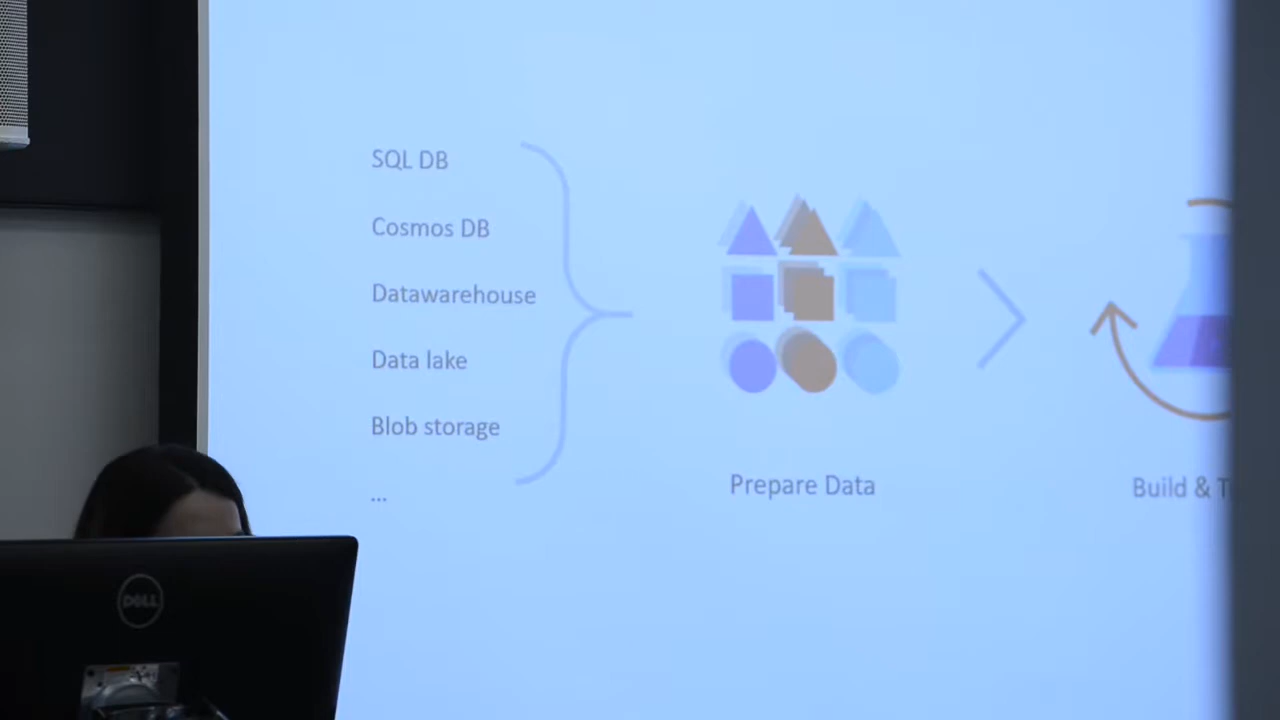 SQL DB
Cosmos DB
Datawarehouse
Data lake
Blob storage
...
Prepare Data
Build &
DELL